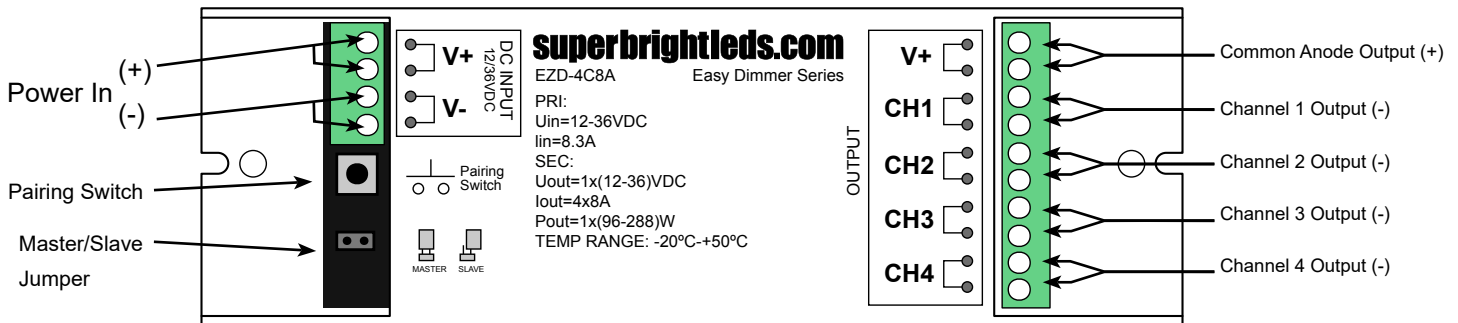 Power In
(+)
(-)
Pairing Switch
Master/Slave
Jumper
V+
V-
DC INPUT
12/36VDC
Pairing
Switch
MASTER
SLAVE
superbrightleds.com
EZD-4C8A
Easy Dimmer Series
PRI:
Uin=12-36VDC
Iin=8.3A
SEC:
Uout=1x(12-36)VDC
Iout=4x8A
Pout=1x(96-288)W
TEMP RANGE: -20ºC-+50ºC
OUTPUT
V+
CH1
CH2
CH3
CH4
Common Anode Output (+)
Channel 1 Output (-)
Channel 2 Output (-)
Channel 3 Output (-)
Channel 4 Output (-)